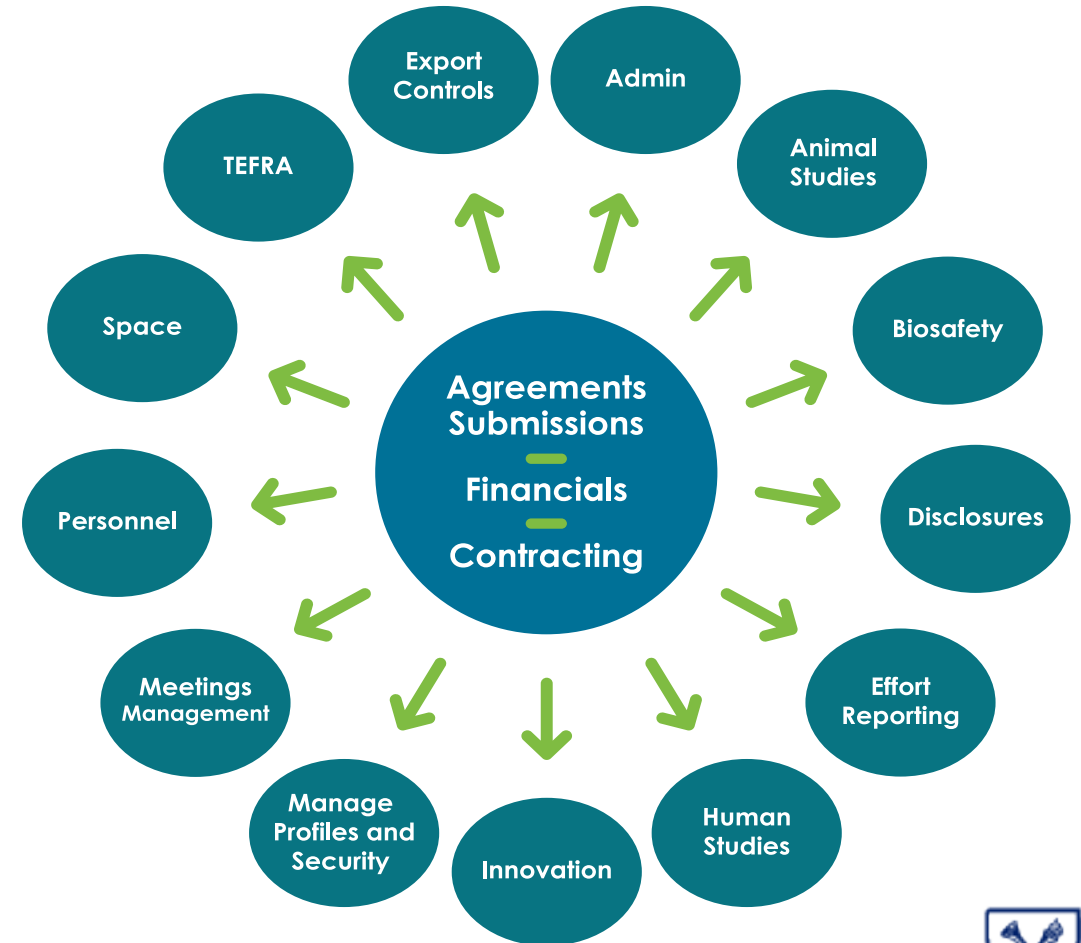 Export
Controls
Admin
Animal
Studies
TEFRA
Biosafety
Space
Agreements
Submissions
Financials
Contracting
Personnel
Disclosures
Meetings
Management
Effort
Reporting
Manage
Profiles and
Security
Innovation
Human
Studies